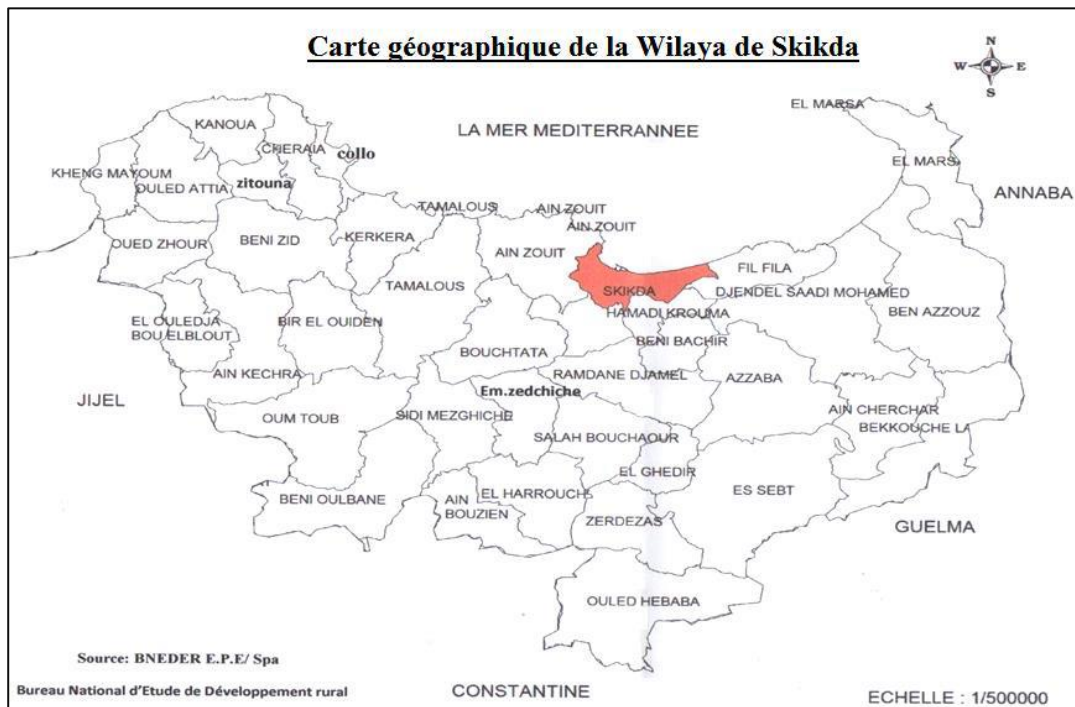 Carte géographique de la Wilaya de Skikda
N
W E
S
EL MARSA
KANOUA
LA MER MEDITERRANNEE
CHERAIA
collo
EL MARSA
KHENG MAYOUM
OULED ATTIA
zitouna
ANNABA
TAMALOUS
AIN ZOUIT
AIN ZOUIT
OUED ZHOUR
BENI ZID
KERKERA
AIN ZOUIT
FIL FILA
TAMALOUS
SKIKDA
DJENDEL SAADI MOHAMED
BEN AZZOUZ
HAMADI KROUMA
EL OULEDJA
BOU ELBLOUT
BIR EL OUIDEN
BENI BACHIR
BOUCHTATA
AIN KECHRA
RAMDANE DJAMEL
AZZABA
Em.zedchiche
JIJEL
OUM TOUB
SIDI MEZGHICHE
AIN CHERCHAR
BEKKOUCHE LA
SALAH BOUCHAOUR
EL GHEDIR
BENI OULBANE
AIN
BOUZIEN
EL HARROUCH
ES SEBT
ZERDEZAS
GUELMA
OULED HEBABA
Source: BNEDER E.P.E/ Spa
Bureau National d'Etude de Développement rural
CONSTANTINE
ECHELLE : 1/500000